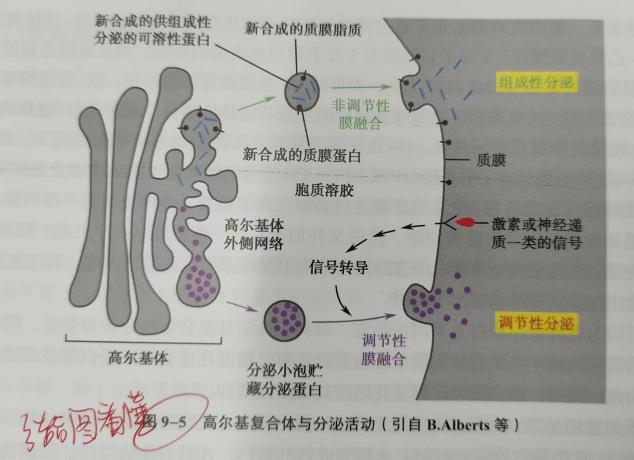 新合成的供组成性
分泌的可溶性蛋白
新合成的质膜脂质
组成性分泌
非调节性
膜融合
新合成的质膜蛋白
质膜
胞质溶胶
高尔基体
外侧网络
激素或神经递
质一类的信号
信号转导
调节性分泌
调节性
膜融合
高尔基体
分泌小泡贮
藏分泌蛋白
图看懂
图 9-5 高尔基复合体与分泌活动（引自 B.Alberts 等）